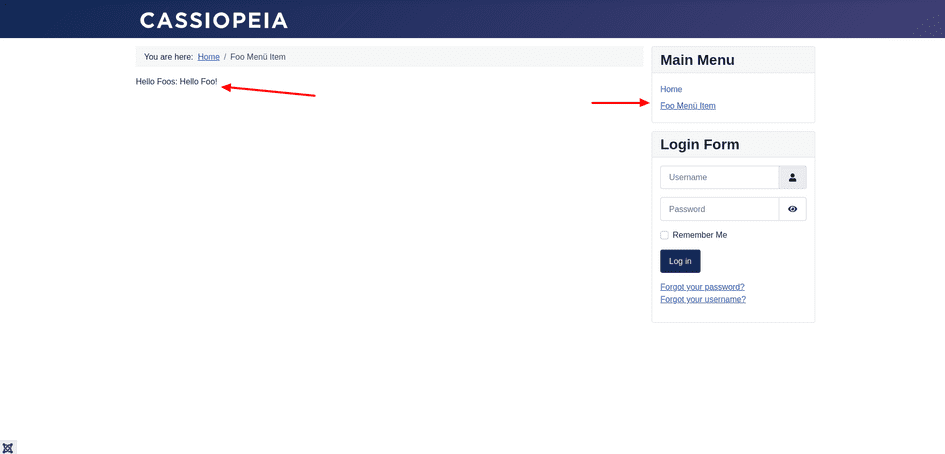 CASSIOPEIA
You are here: Home / Foo Menü Item
Hello Foos: Hello Foo!
Main Menu
Home
Foo Menü Item
Login Form
Username
Password
Remember Me
Log in
Forgot your password?
Forgot your username?